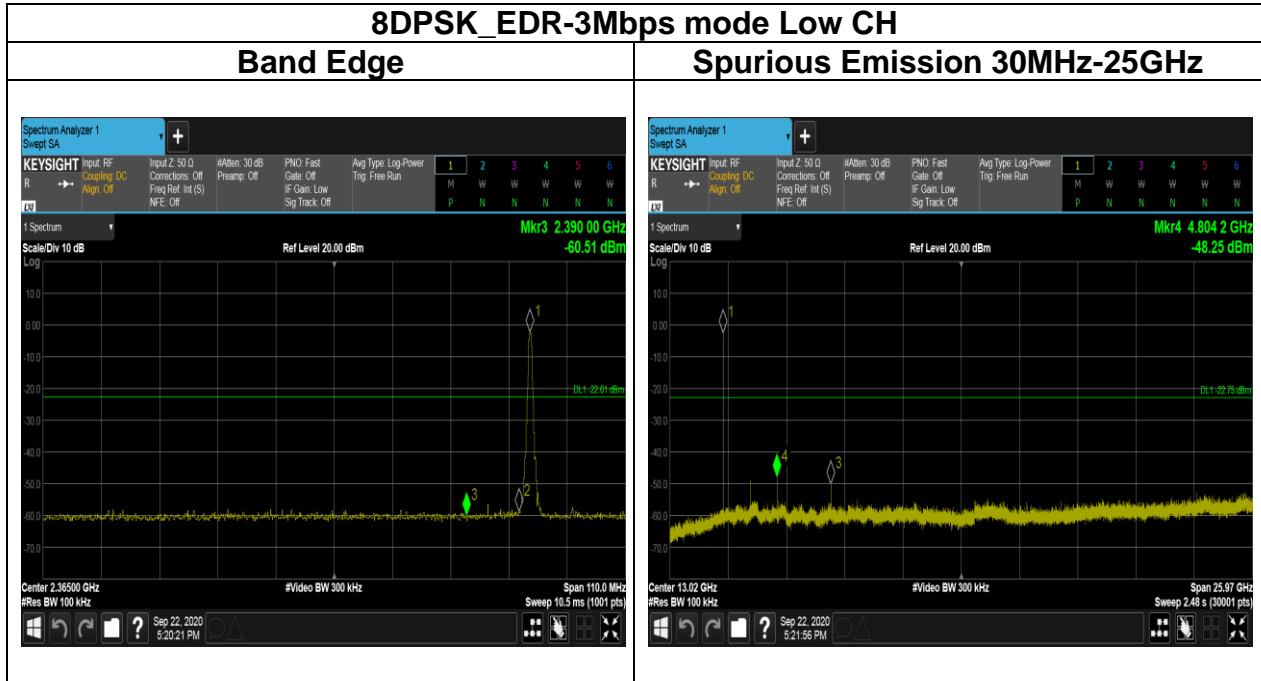 8DPSK_EDR-3Mbps mode Low CH
Band Edge
Spurious Emission 30MHz-25GHz
Spectrum Analyzer 1
Swept SA
KEYSIGHT
R
LXI
Input: RF
Coupling: DC
Align: Off
Input Z: 50 Ω
Corrections: Off
Freq Ref: Int (S)
NFE: Off
#Atten: 30 dB
Preamp: Off
PNO: Fast
Gate: Off
IF Gain: Low
Sig Track: Off
Avg Type: Log-Power
Trig: Free Run
1 2 3 4 5 6
M W W W W W
P N N N N N
1 Spectrum
Mkr3 2.390 00 GHz
Scale/Div 10 dB
Ref Level 20.00 dBm
-60.51 dBm
Log
10.0
0.00
-10.0
-20.0
-30.0
-40.0
-50.0
-60.0
-70.0
1
DL1 -22.01 dBm
3
2
Center 2.36500 GHz
#Video BW 300 kHz
Span 110.0 MHz
#Res BW 100 kHz
Sweep 10.5 ms (1001 pts)
?
Sep 22, 2020
5:20:21 PM
Spectrum Analyzer 1
Swept SA
KEYSIGHT
R
LXI
Input: RF
Coupling: DC
Align: Off
Input Z: 50 Ω
Corrections: Off
Freq Ref: Int (S)
NFE: Off
#Atten: 30 dB
Preamp: Off
PNO: Fast
Gate: Off
IF Gain: Low
Sig Track: Off
Avg Type: Log-Power
Trig: Free Run
1 2 3 4 5 6
M W W W W W
P N N N N N
1 Spectrum
Mkr4 4.804 2 GHz
Scale/Div 10 dB
Ref Level 20.00 dBm
-48.25 dBm
Log
10.0
0.00
-10.0
-20.0
-30.0
-40.0
-50.0
-60.0
-70.0
1
DL1 -22.75 dBm
4
3
Center 13.02 GHz
#Video BW 300 kHz
Span 25.97 GHz
#Res BW 100 kHz
Sweep 2.48 s (30001 pts)
?
Sep 22, 2020
5:21:56 PM